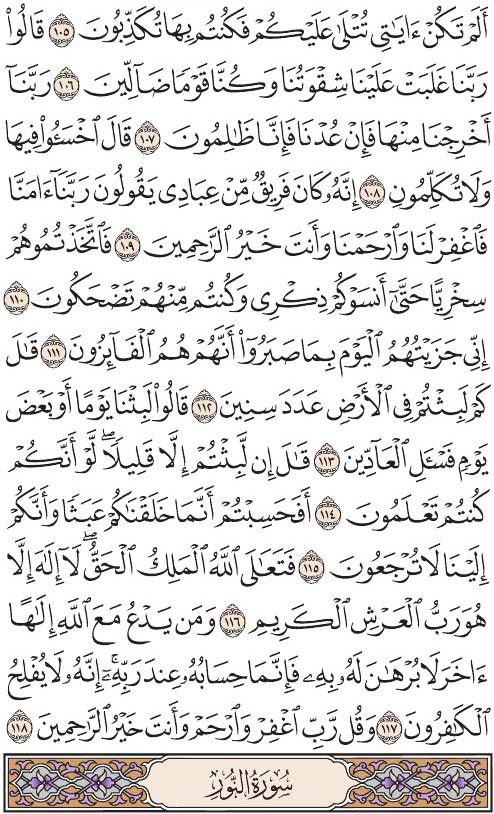 أَلَمْ تَكُنْ ءَايَٰتِى تُتْلَىٰ عَلَيْكُمْ فَكُنتُم بِهَا تُكَذِّبُونَ ١٠٥ قَالُوا۟
رَبَّنَا غَلَبَتْ عَلَيْنَا شِقْوَتُنَا وَكُنَّا قَوْمًا ضَآلِّينَ ١٠٦ رَبَّنَآ
أَخْرِجْنَا مِنْهَا فَإِنْ عُدْنَا فَإِنَّا ظَٰلِمُونَ ١٠٧ قَالَ ٱخْسَـُٔوا۟ فِيهَا
وَلَا تُكَلِّمُونِ ١٠٨ إِنَّهُۥ كَانَ فَرِيقٌ مِّنْ عِبَادِى يَقُولُونَ رَبَّنَآ ءَامَنَّا
فَٱغْفِرْ لَنَا وَٱرْحَمْنَا وَأَنتَ خَيْرُ ٱلرَّٰحِمِينَ ١٠٩ فَٱتَّخَذْتُمُوهُمْ
سِخْرِيًّا حَتَّىٰٓ أَنسَوْكُمْ ذِكْرِى وَكُنتُم مِّنْهُمْ تَضْحَكُونَ ١١٠
إِنِّى جَزَيْتُهُمُ ٱلْيَوْمَ بِمَا صَبَرُوٓا۟ أَنَّهُمْ هُمُ ٱلْفَآئِزُونَ ١١١ قَٰلَ
كَمْ لَبِثْتُمْ فِى ٱلْأَرْضِ عَدَدَ سِنِينَ ١١٢ قَالُوا۟ لَبِثْنَا يَوْمًا أَوْ بَعْضَ
يَوْمٍ فَسْـَٔلِ ٱلْعَآدِّينَ ١١٣ قَٰلَ إِن لَّبِثْتُمْ إِلَّا قَلِيلًا ۖ لَّوْ أَنَّكُمْ
كُنتُمْ تَعْلَمُونَ ١١٤ أَفَحَسِبْتُمْ أَنَّمَا خَلَقْنَٰكُمْ عَبَثًا وَأَنَّكُمْ
إِلَيْنَا لَا تُرْجَعُونَ ١١٥ فَتَعَٰلَى ٱللَّهُ ٱلْمَلِكُ ٱلْحَقُّ ۖ لَآ إِلَٰهَ إِلَّا
هُوَ رَبُّ ٱلْعَرْشِ ٱلْكَرِيمِ ١١٦ وَمَن يَدْعُ مَعَ ٱللَّهِ إِلَٰهًا
ءَاخَرَ لَا بُرْهَٰنَ لَهُۥ بِهِۦ فَإِنَّمَا حِسَابُهُۥ عِندَ رَبِّهِۦٓ ۚ إِنَّهُۥ لَا يُفْلِحُ
ٱلْكَٰفِرُونَ ١١٧ وَقُل رَّبِّ ٱغْفِرْ وَٱرْحَمْ وَأَنتَ خَيْرُ ٱلرَّٰحِمِينَ ١١٨
سُورَةُ النُّورِ